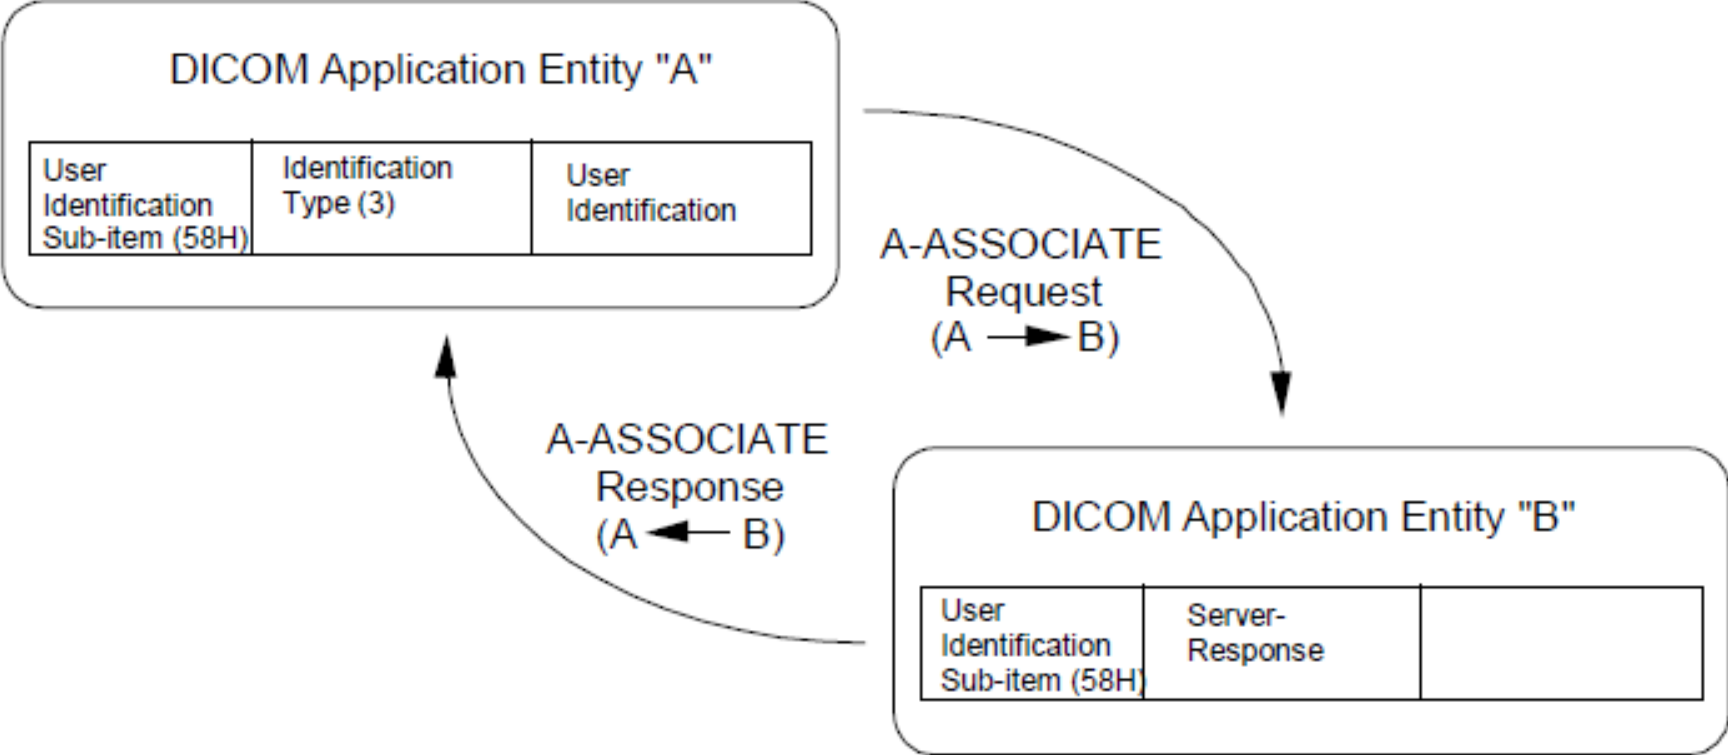 DICOM Application Entity "A"
User
Identification
Sub-item (58H)
Identification
Type (3)
User
Identification
A-ASSOCIATE
Request
(A B)
A-ASSOCIATE
Response
(A B)
DICOM Application Entity "B"
User
Identification
Sub-item (58H)
Server-
Response